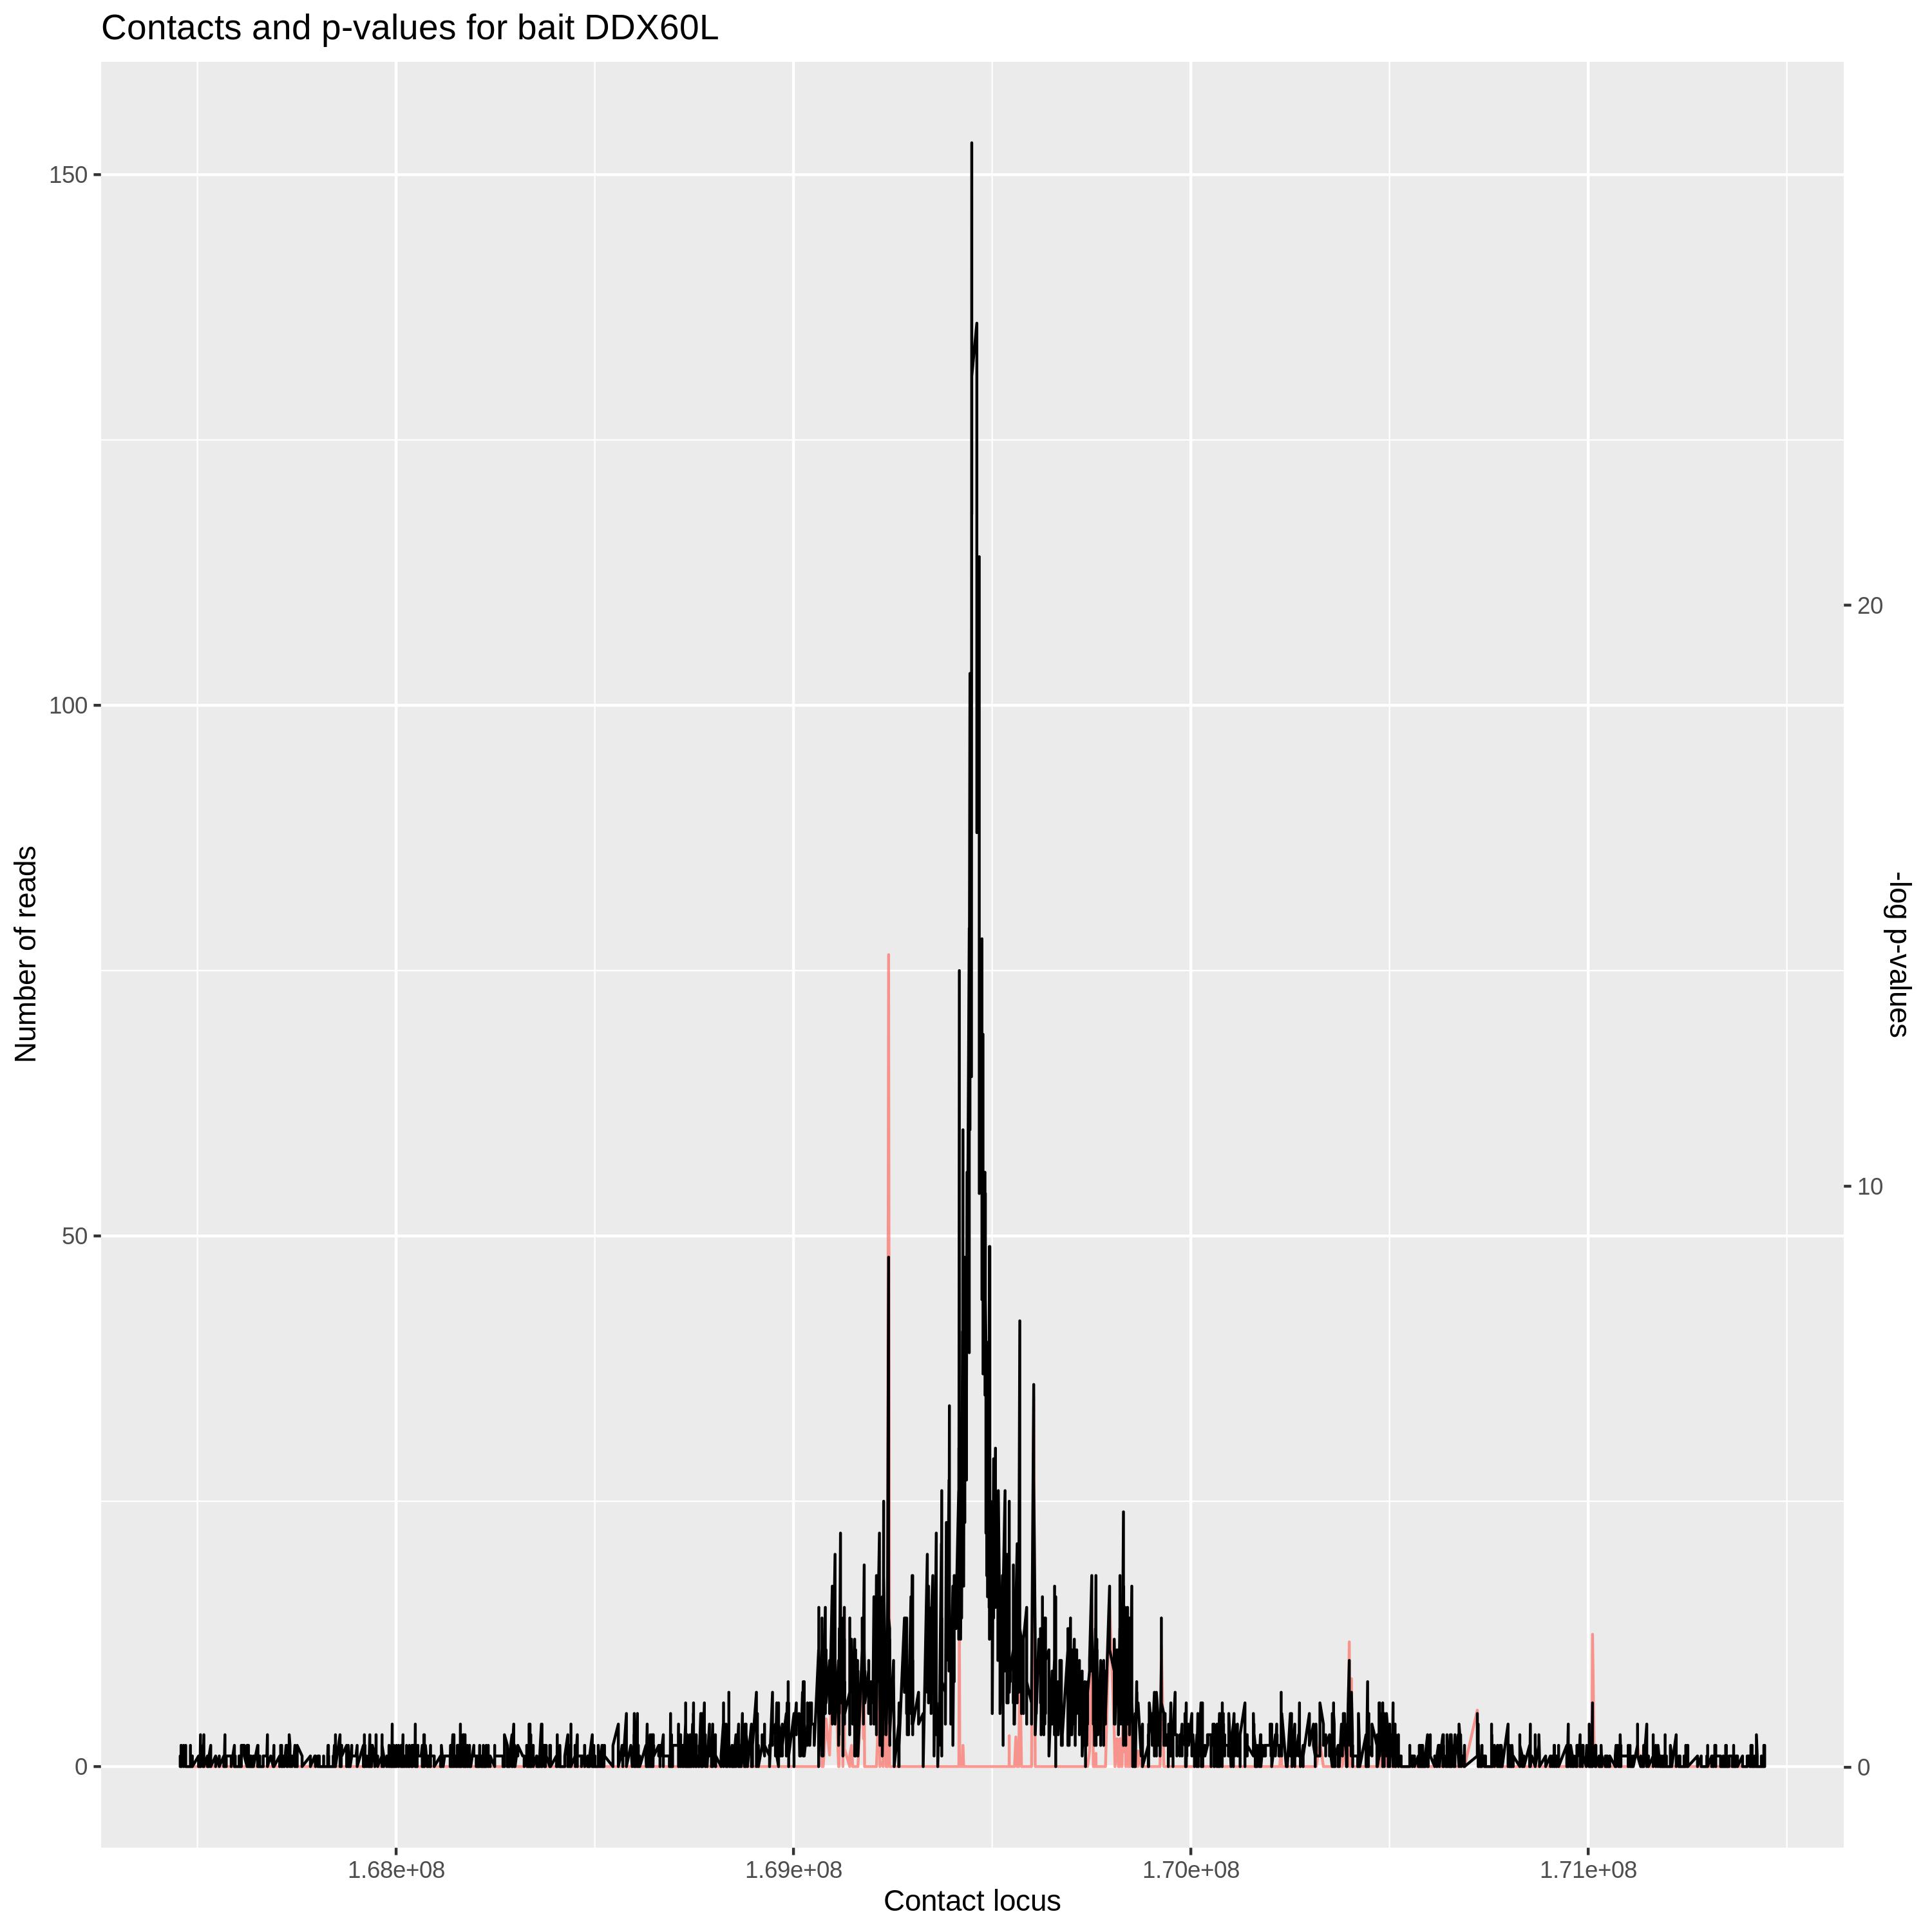 Contacts and p-values for bait DDX60L
150
100
50
0
Number of reads
20
10
0
-log p-values
1.68e+08
1.69e+08
1.70e+08
1.71e+08
Contact locus